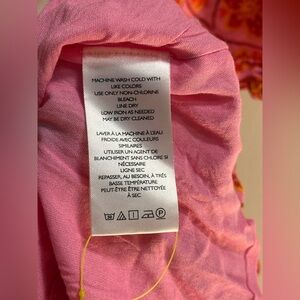 MACHINE WASH COLD WITH
LIKE COLORS
USE ONLY NON-CHLORINE
BLEACH
LINE DRY
LOW IRON AS NEEDED
MAY BE DRY CLEANED
LAVER À LA MACHINE À L'EAU
FROIDE AVEC COULEURS
SIMILAIRES
UTILISER UN AGENT DE
BLANCHIMENT SANS CHLORE SI
NÉCESSAIRE
LIGNE SEC
REPASSER, AU BESOIN, À TRÈS
BASSE TEMPÉRATURE
PEUT-ÊTRE ÊTRE NETTOYÉE
À SEC